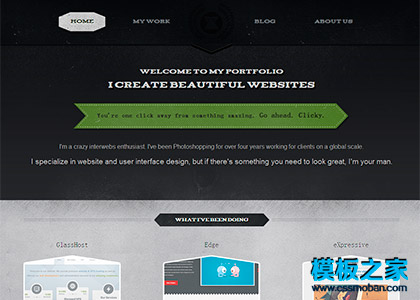 HOME MY WORK BLOG ABOUT US
WELCOME TO MY PORTFOLIO
I CREATE BEAUTIFUL WEBSITES
You're one click away from something amazing. Go ahead. Clicky.
I'm a crazy interwebs enthusiast. I've been Photoshopping for over four years working for clients on a global scale.
I specialize in website and user interface design, but if there's something you need to look great, I'm your man.
WHAT I'VE BEEN DOING
GlassHost Edge eXpressive
模板之家
www.cssmoban.com